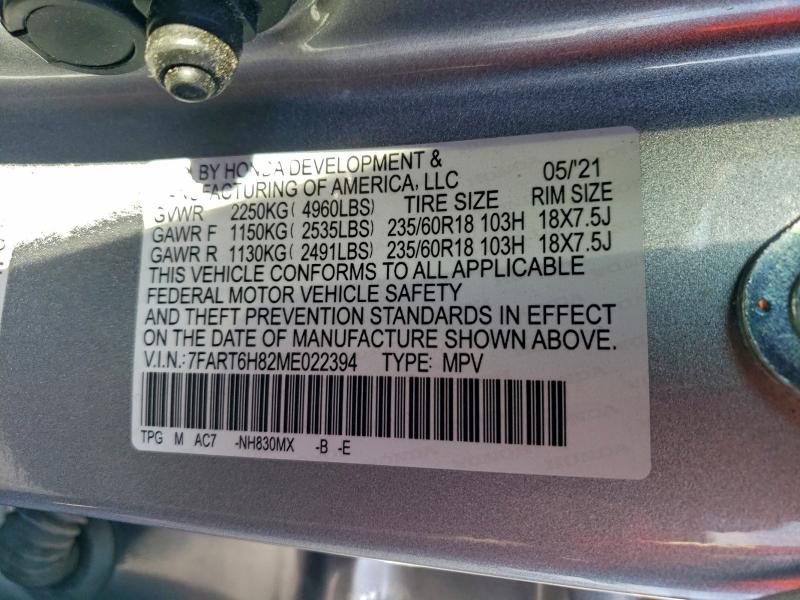 BY HONDA DEVELOPMENT & 05/'21
MANUFACTURING OF AMERICA, LLC
GVWR 2250KG( 4960LBS) TIRE SIZE RIM SIZE
GAWR F 1150KG( 2535LBS) 235/60R18 103H 18X7.5J
GAWR R 1130KG( 2491LBS) 235/60R18 103H 18X7.5J
THIS VEHICLE CONFORMS TO ALL APPLICABLE
FEDERAL MOTOR VEHICLE SAFETY
AND THEFT PREVENTION STANDARDS IN EFFECT
ON THE DATE OF MANUFACTURE SHOWN ABOVE.
V.I.N.:7FART6H82ME022394 TYPE: MPV
TPG M AC7 -NH830MX -B -E